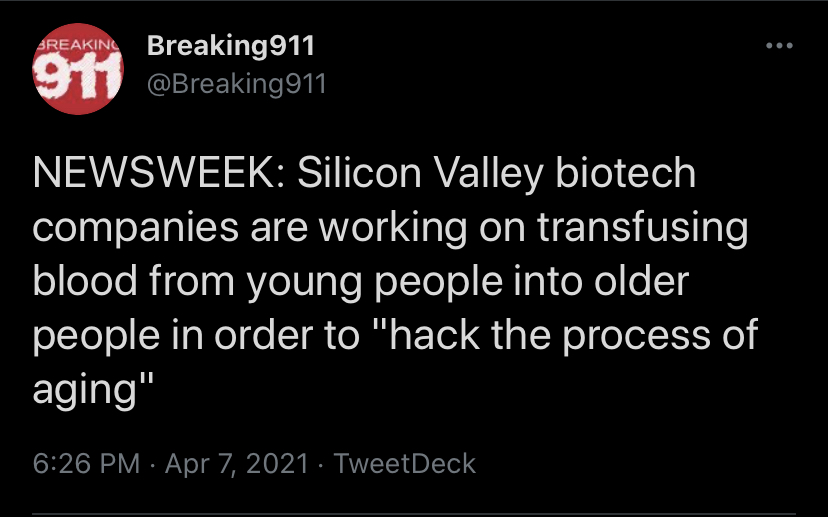 BREAKING
911
Breaking911
@Breaking911
NEWSWEEK: Silicon Valley biotech
companies are working on transfusing
blood from young people into older
people in order to "hack the process of
aging"
6:26 PM · Apr 7, 2021 · TweetDeck